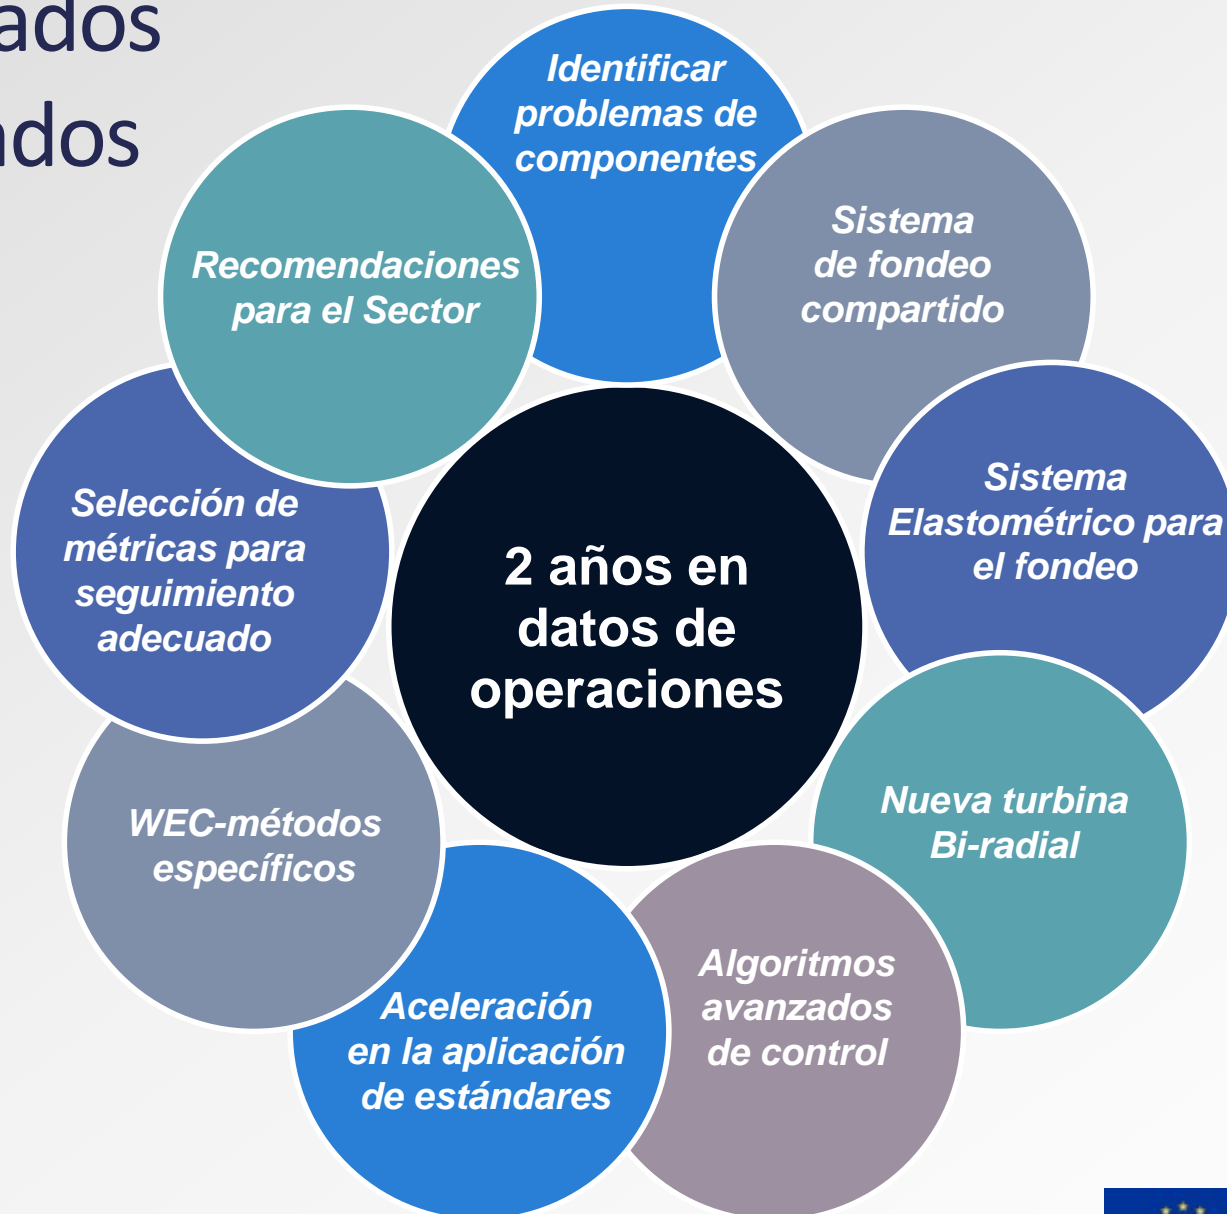 ados
ados
Identificar
problemas de
componentes
Sistema
de fondeo
compartido
Sistema
Elastométrico para
el fondeo
Nueva turbina
Bi-radial
Algoritmos
avanzados
de control
Aceleración
en la aplicación
de estándares
WEC-métodos
específicos
Selección de
métricas para
seguimiento
adecuado
Recomendaciones
para el Sector
2 años en
datos de
operaciones